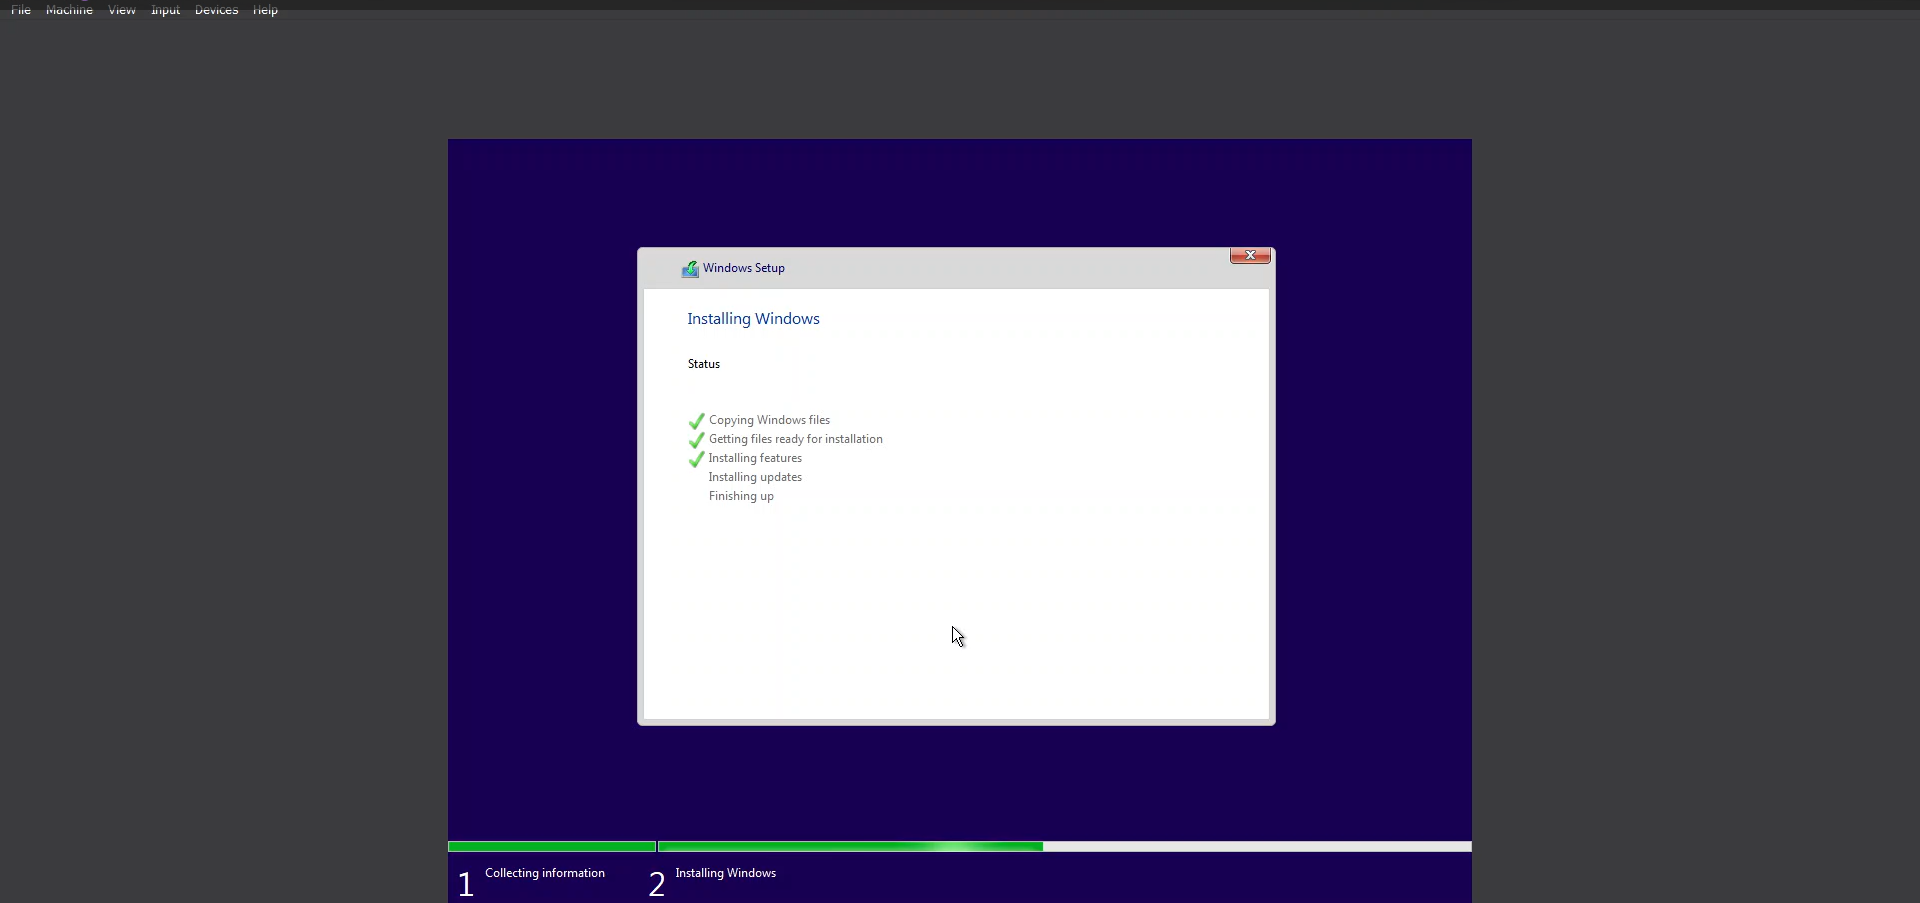 File Machine View Input Devices Help
Windows Setup
Installing Windows
Status
Copying Windows files
Getting files ready for installation
Installing features
Installing updates
Finishing up
1 Collecting information 2 Installing Windows